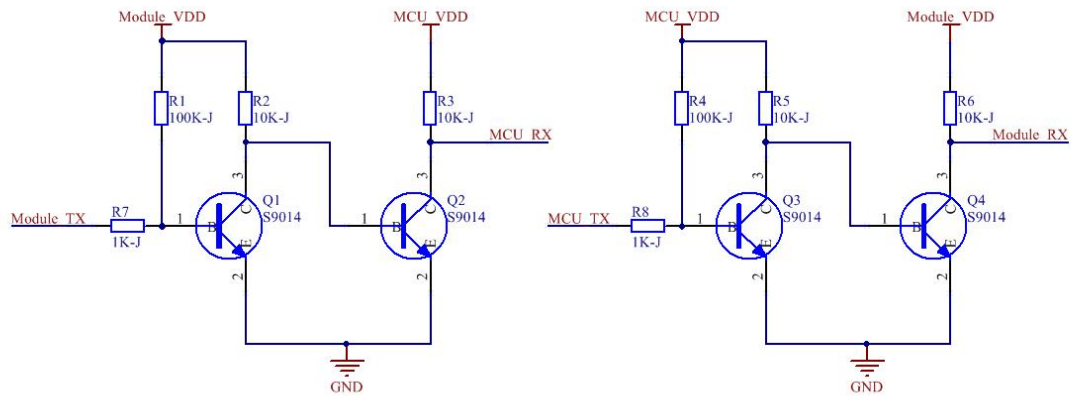 Module_VDD
MCU_VDD
MCU_VDD
Module_VDD
R1
100K-J
R2
10K-J
R3
10K-J
R4
100K-J
R5
10K-J
R6
10K-J
MCU_RX
Module_RX
3
C
Q1
S9014
3
C
Q2
S9014
3
C
Q3
S9014
3
C
Q4
S9014
Module_TX
R7
1K-J
1
B
E
2
1
B
E
2
MCU_TX
R8
1K-J
1
B
E
2
1
B
E
2
GND
GND